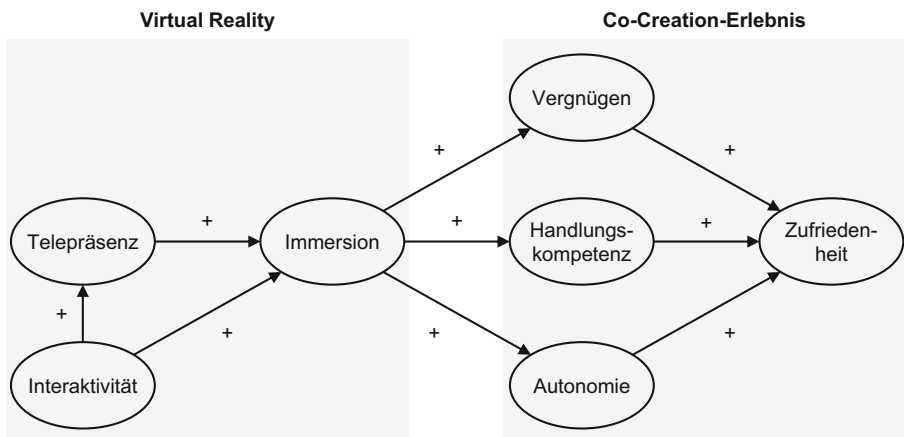 Virtual Reality
Co-Creation-Erlebnis
Vergnügen
+
+
Telepräsenz
+
Immersion
+
Handlungs-
kompetenz
+
Zufrieden-
heit
+
+
+
+
Interaktivität
Autonomie